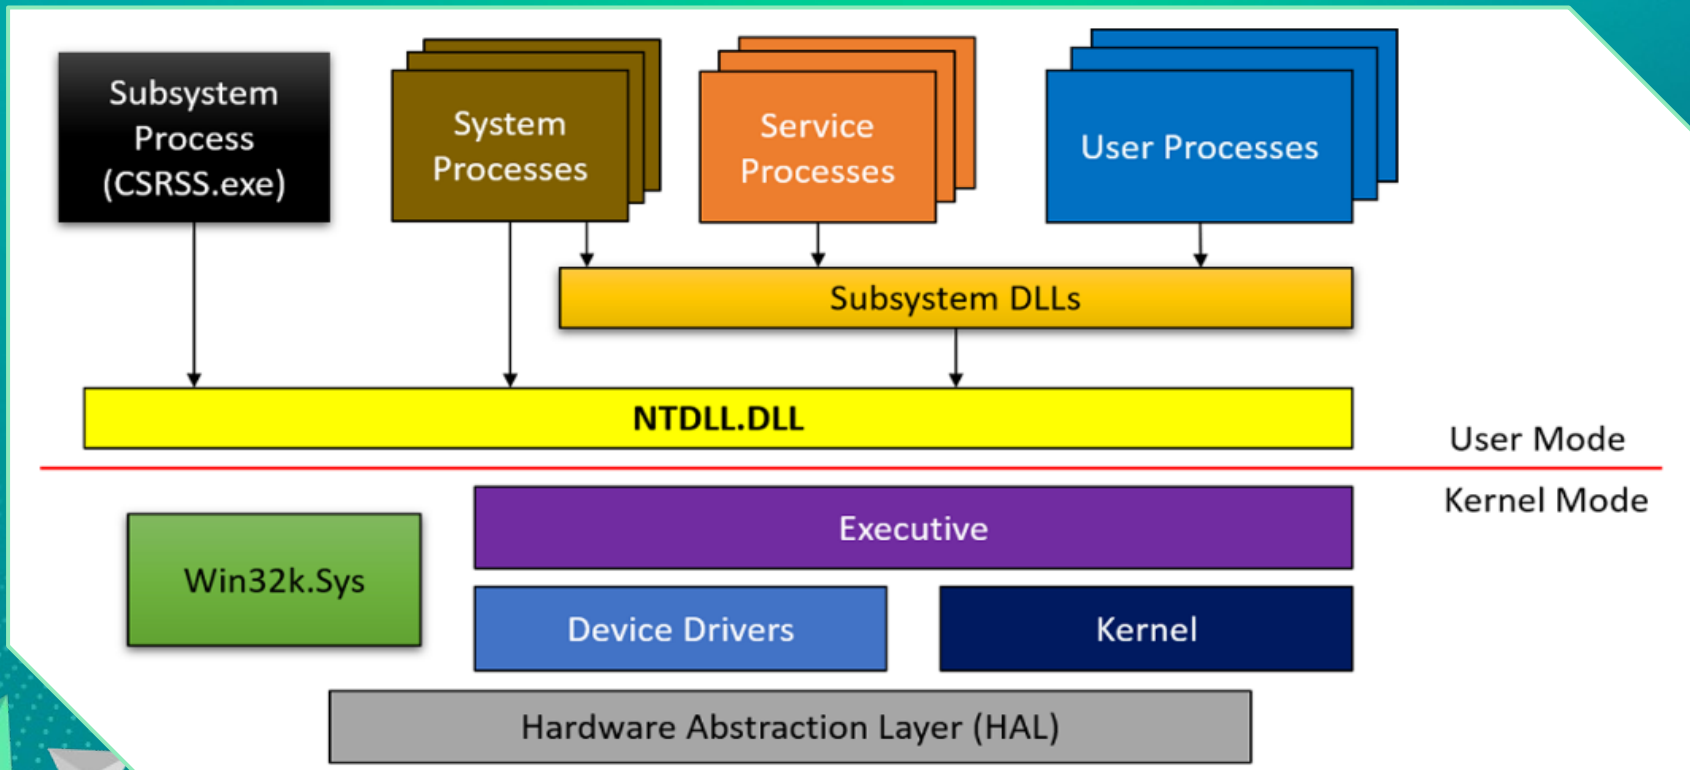 Subsystem
Process
(CSRSS.exe)
System
Processes
Service
Processes
User Processes
Subsystem DLLs
NTDLL.DLL
User Mode
Kernel Mode
Executive
Win32k.Sys
Device Drivers
Kernel
Hardware Abstraction Layer (HAL)